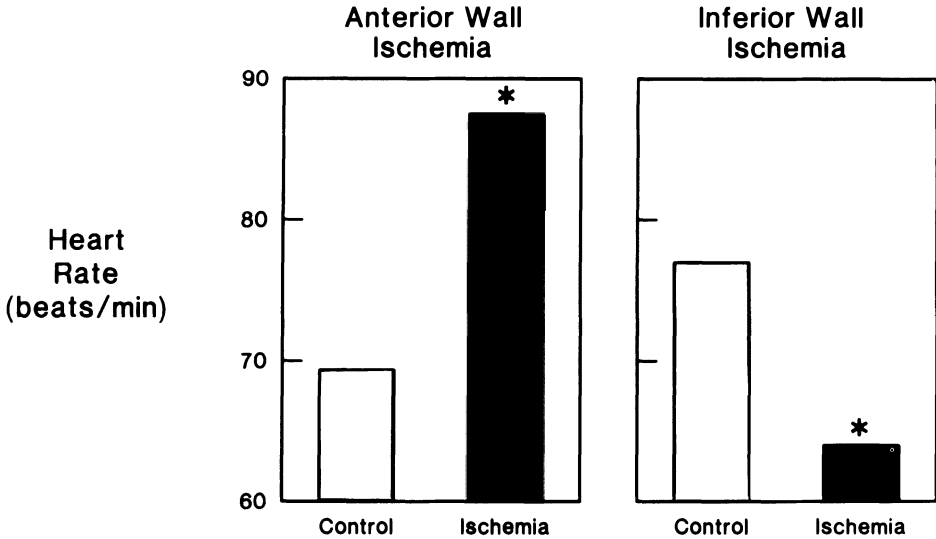 Anterior Wall
Ischemia
Inferior Wall
Ischemia
Heart
Rate
(beats/min)
90
80
70
60
*
*
Control
Ischemia
Control
Ischemia